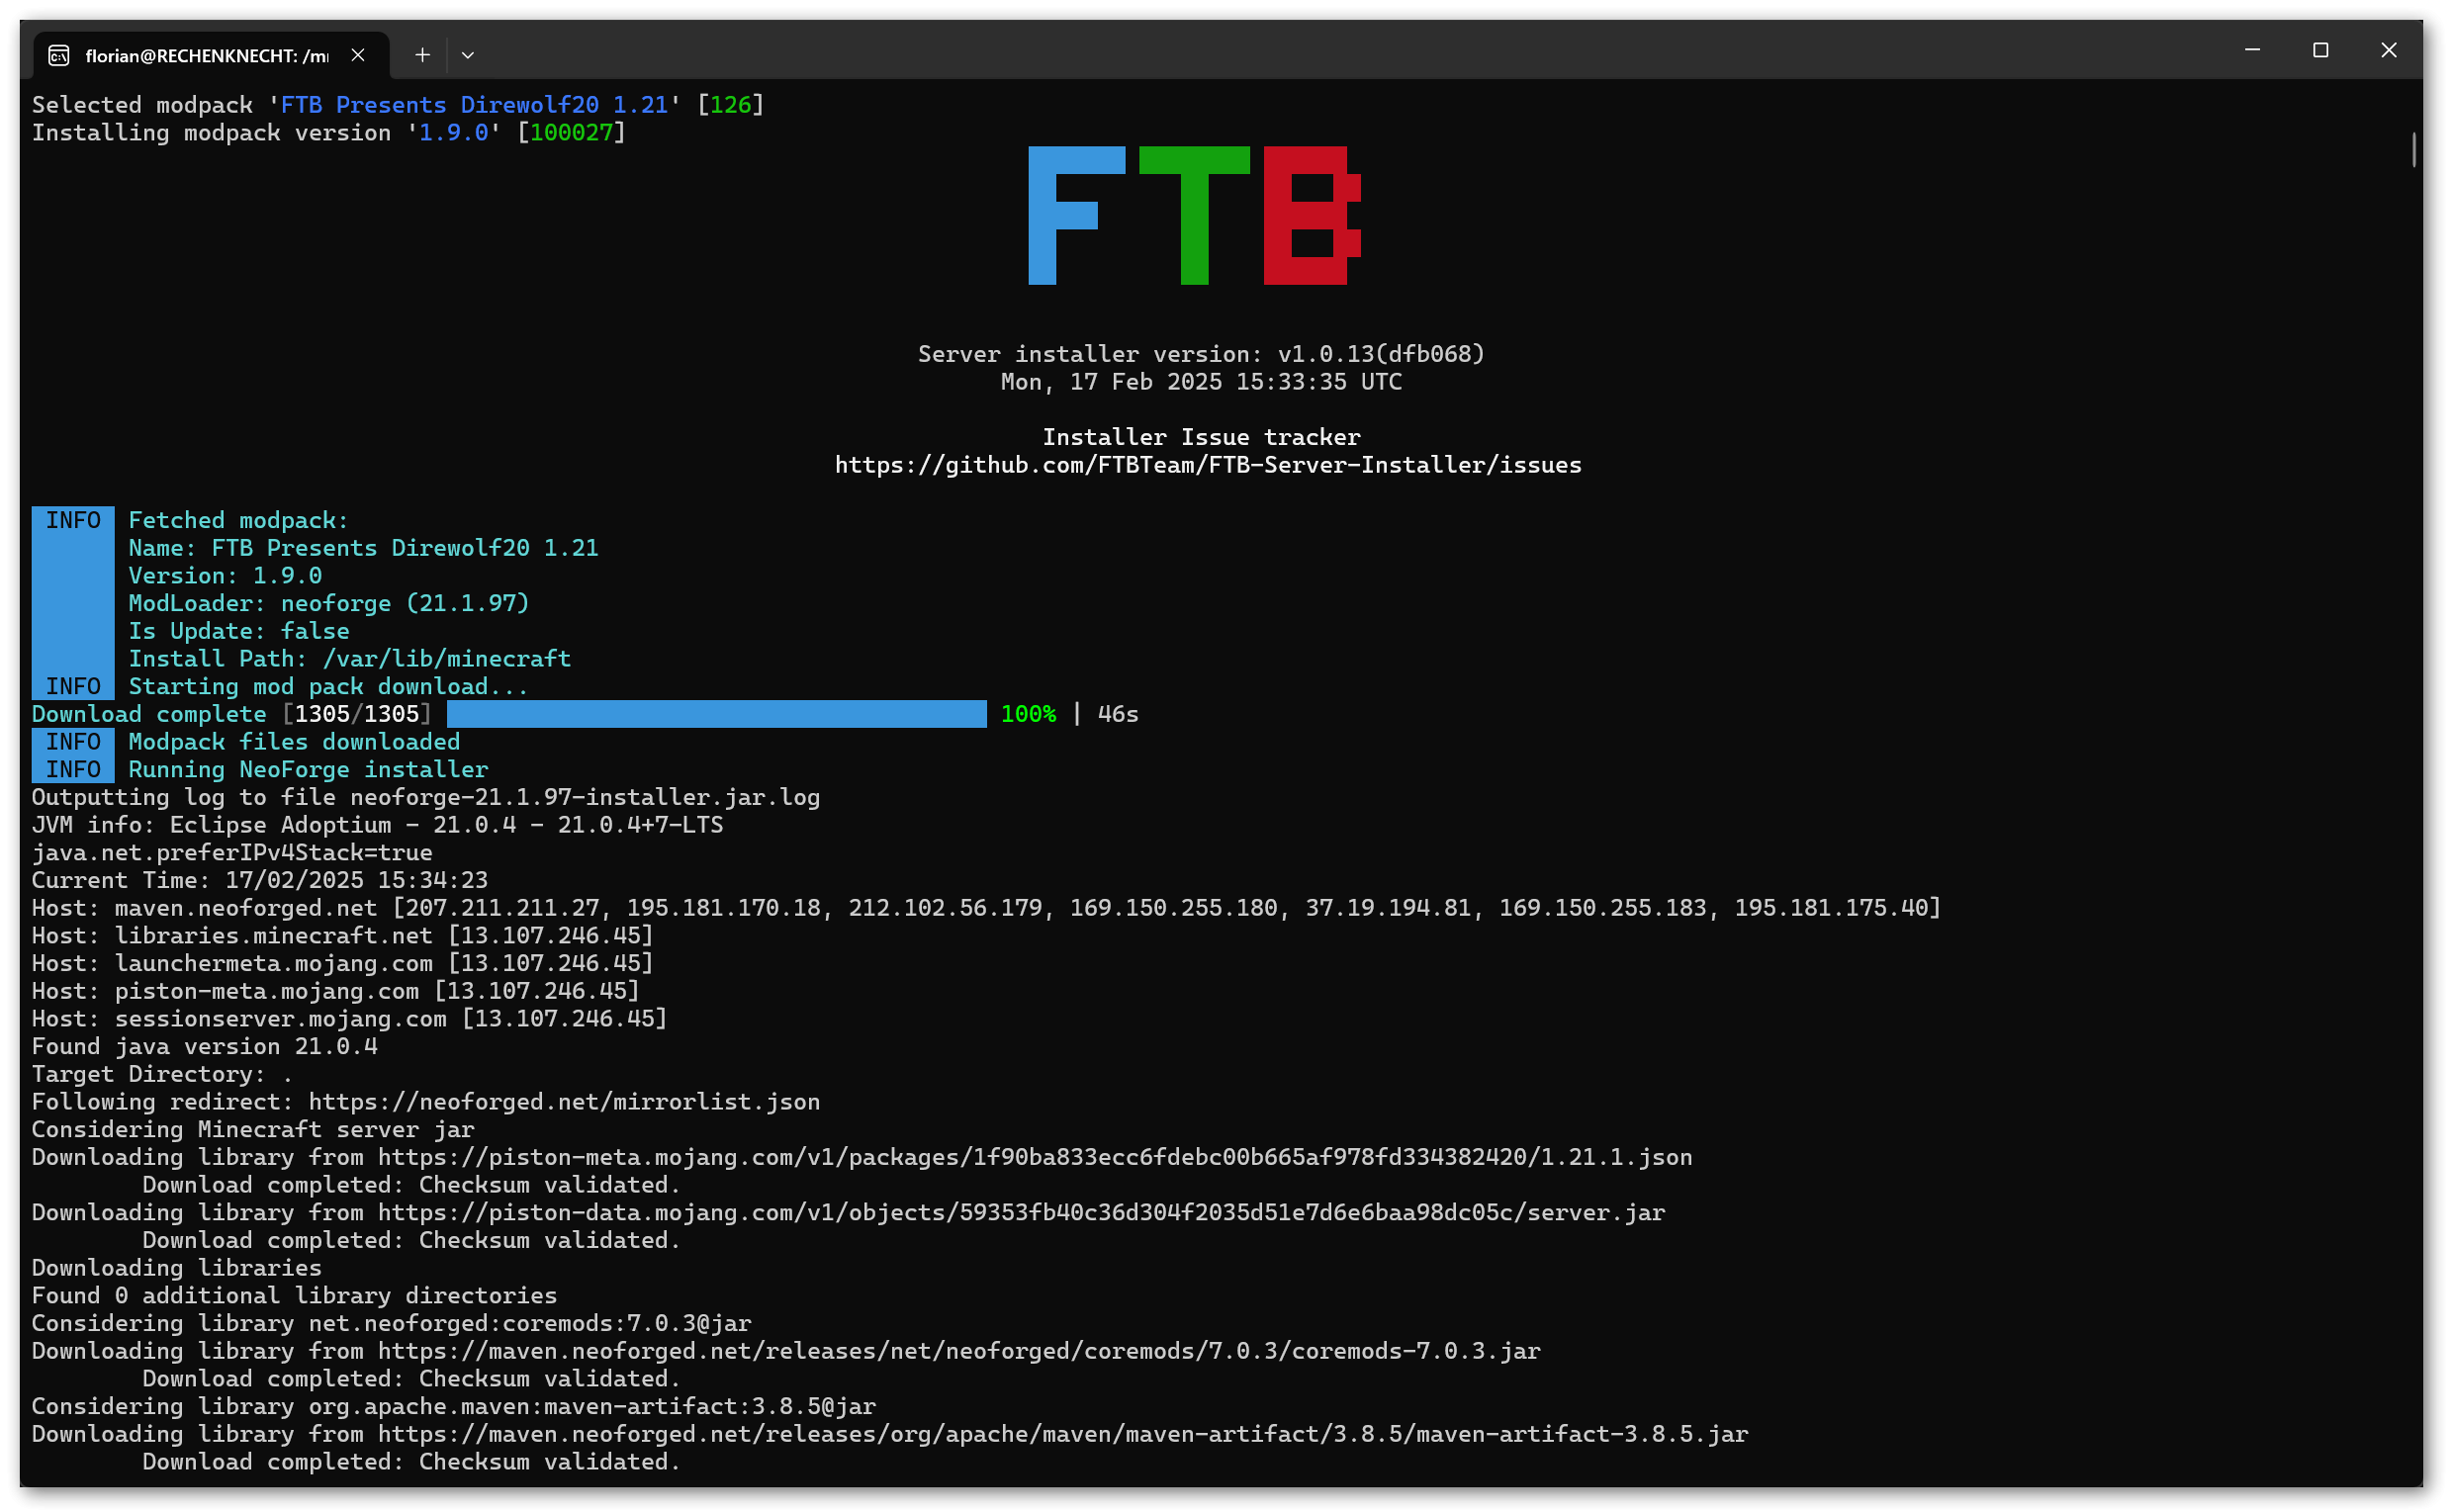 florian@RECHENKNECHT: /m
Selected modpack 'FTB Presents Direwolf20 1.21' [126]
Installing modpack version '1.9.0' [100027]
FTB
Server installer version: v1.0.13(dfb068)
Mon, 17 Feb 2025 15:33:35 UTC
Installer Issue tracker
https://github.com/FTBTeam/FTB-Server-Installer/issues
INFO Fetched modpack:
Name: FTB Presents Direwolf20 1.21
Version: 1.9.0
ModLoader: neoforge (21.1.97)
Is Update: false
Install Path: /var/lib/minecraft
INFO Starting mod pack download...
Download complete [1305/1305] 100% | 46s
INFO Modpack files downloaded
INFO Running NeoForge installer
Outputting log to file neoforge-21.1.97-installer.jar.log
JVM info: Eclipse Adoptium - 21.0.4 - 21.0.4+7-LTS
java.net.preferIPv4Stack=true
Current Time: 17/02/2025 15:34:23
Host: maven.neoforged.net [207.211.211.27, 195.181.170.18, 212.102.56.179, 169.150.255.180, 37.19.194.81, 169.150.255.183, 195.181.175.40]
Host: libraries.minecraft.net [13.107.246.45]
Host: launchermeta.mojang.com [13.107.246.45]
Host: piston-meta.mojang.com [13.107.246.45]
Host: sessionserver.mojang.com [13.107.246.45]
Found java version 21.0.4
Target Directory: .
Following redirect: https://neoforged.net/mirrorlist.json
Considering Minecraft server jar
Downloading library from https://piston-meta.mojang.com/v1/packages/1f90ba833ecc6fdebc00b665af978fd334382420/1.21.1.json
Download completed: Checksum validated.
Downloading library from https://piston-data.mojang.com/v1/objects/59353fb40c36d304f2035d51e7d6e6baa98dc05c/server.jar
Download completed: Checksum validated.
Downloading libraries
Found 0 additional library directories
Considering library net.neoforged:coremods:7.0.3@jar
Downloading library from https://maven.neoforged.net/releases/net/neoforged/coremods/7.0.3/coremods-7.0.3.jar
Download completed: Checksum validated.
Considering library org.apache.maven:maven-artifact:3.8.5@jar
Downloading library from https://maven.neoforged.net/releases/org/apache/maven/maven-artifact/3.8.5/maven-artifact-3.8.5.jar
Download completed: Checksum validated.